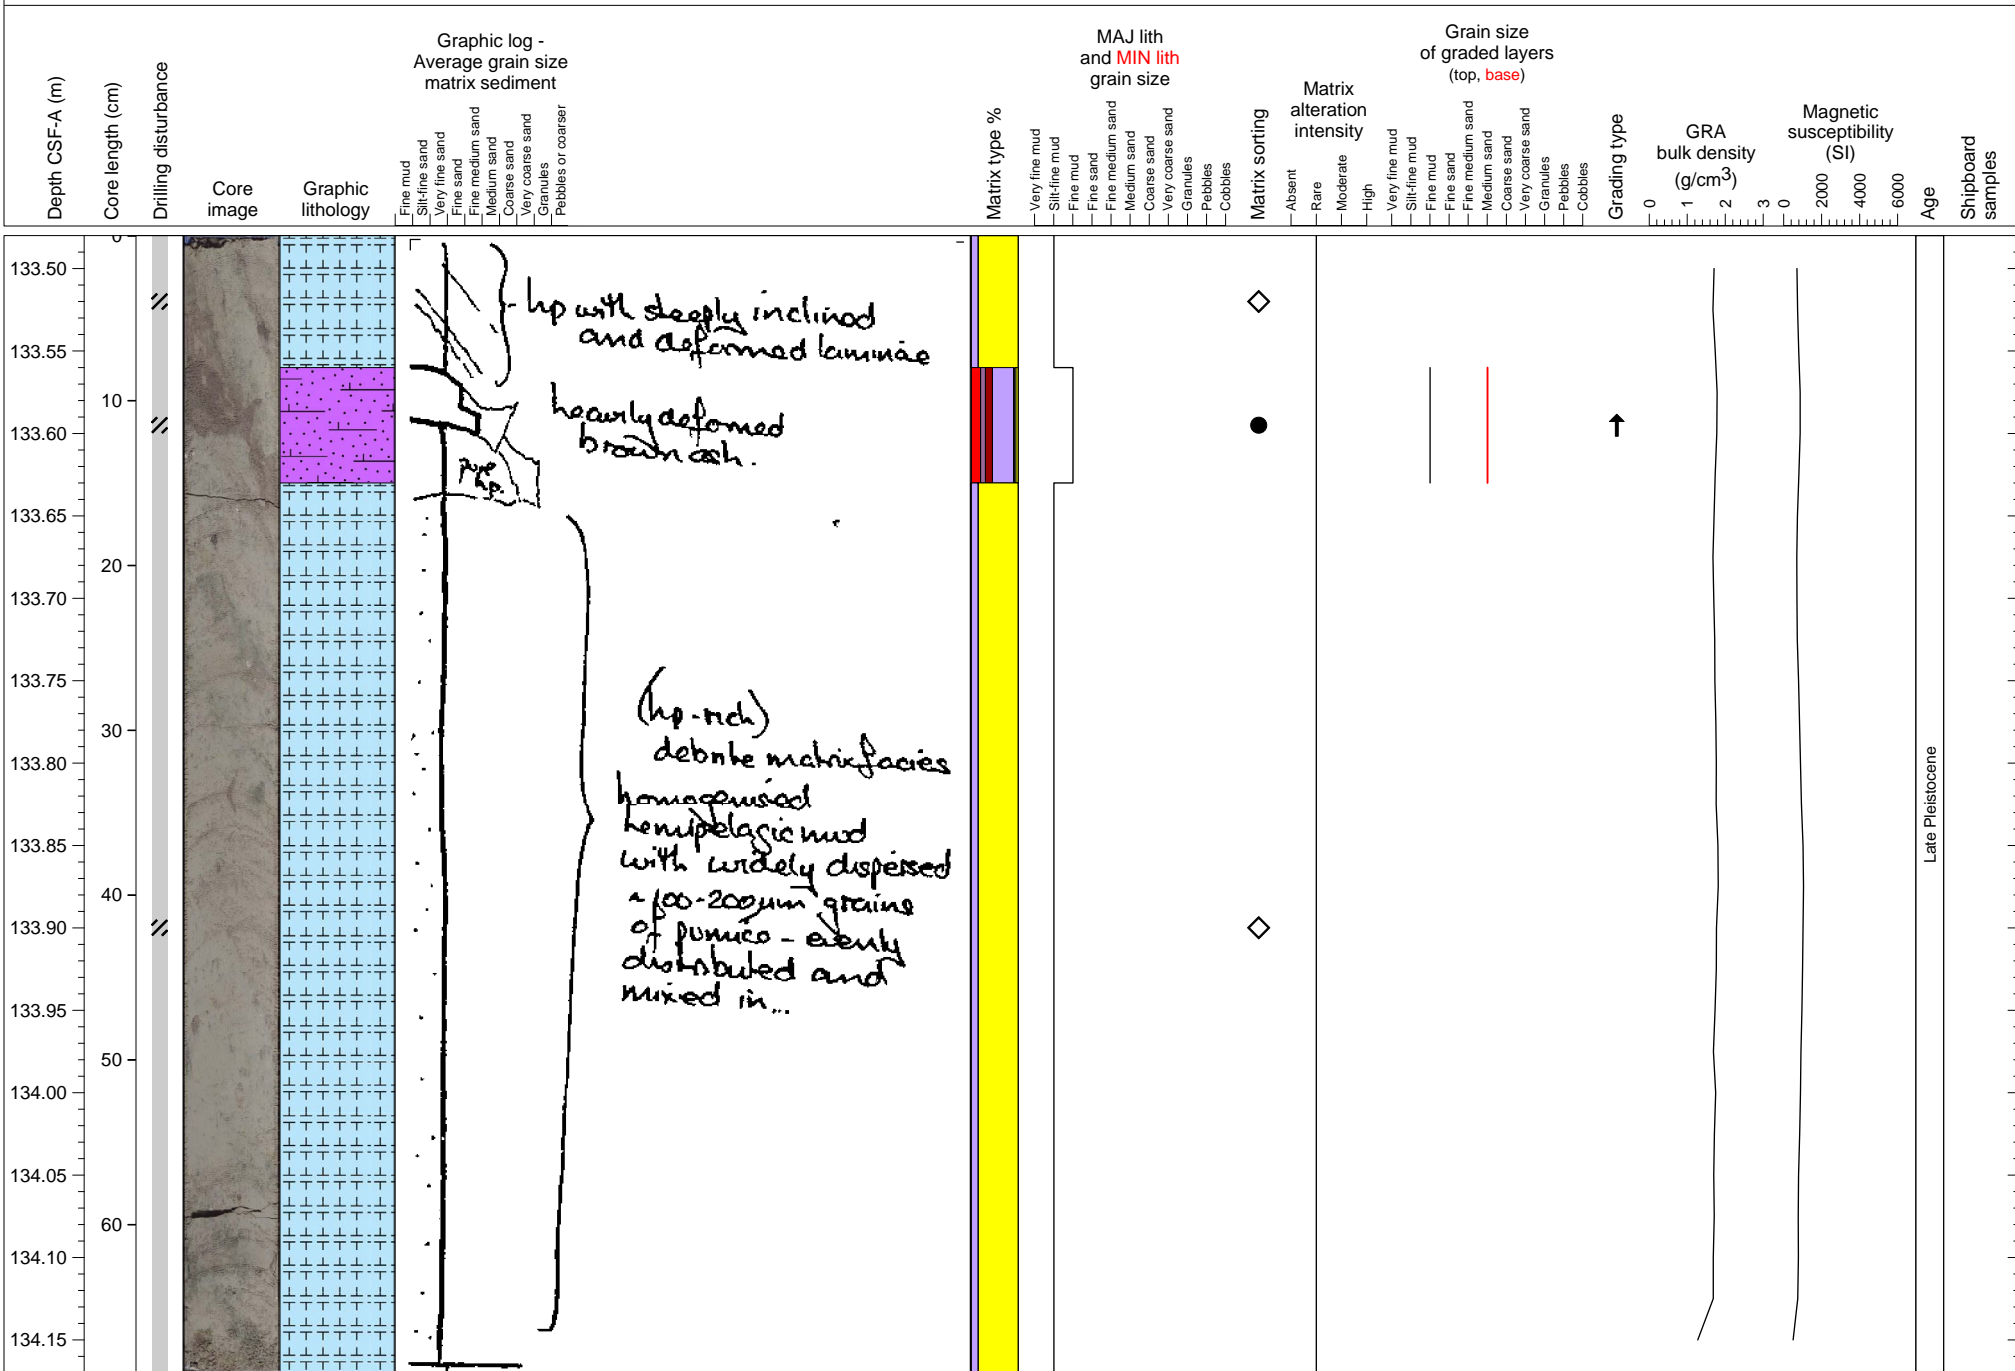 Depth CSF-A (m)
Core length (cm)
Drilling disturbance
Core
image
Graphic
lithology
Graphic log -
Average grain size
matrix sediment
Fine mud
Silt-fine sand
Very fine sand
Fine sand
Fine medium sand
Medium sand
Coarse sand
Very coarse sand
Granules
Pebbles or coarser
Matrix type %
MAJ lith
and MIN lith
grain size
Very fine mud
Silt-fine mud
Fine mud
Fine sand
Fine medium sand
Medium sand
Coarse sand
Very coarse sand
Granules
Pebbles
Cobbles
Matrix sorting
Matrix
alteration
intensity
Absent
Rare
Moderate
High
Grain size
of graded layers
(top, base)
Very fine mud
Silt-fine mud
Fine mud
Fine sand
Fine medium sand
Medium sand
Coarse sand
Very coarse sand
Granules
Pebbles
Cobbles
Grading type
GRA
bulk density
(g/cm3)
0 1 2 3
Magnetic
susceptibility
(SI)
0 2000 4000 6000
Age
Shipboard
samples
0
133.50
133.55
10
133.60
133.65
20
133.70
133.75
30
133.80
133.85
40
133.90
133.95
50
134.00
134.05
60
134.10
134.15
hp with steeply inclined
and deformed laminae
heavily deformed
brown ash.
pure
hp.
(hp-rich)
debrite matrix facies
homogenised
hemipelagic mud
with widely dispersed
~100-200µm grains
of pumice - evenly
distributed and
mixed in...
Late Pleistocene